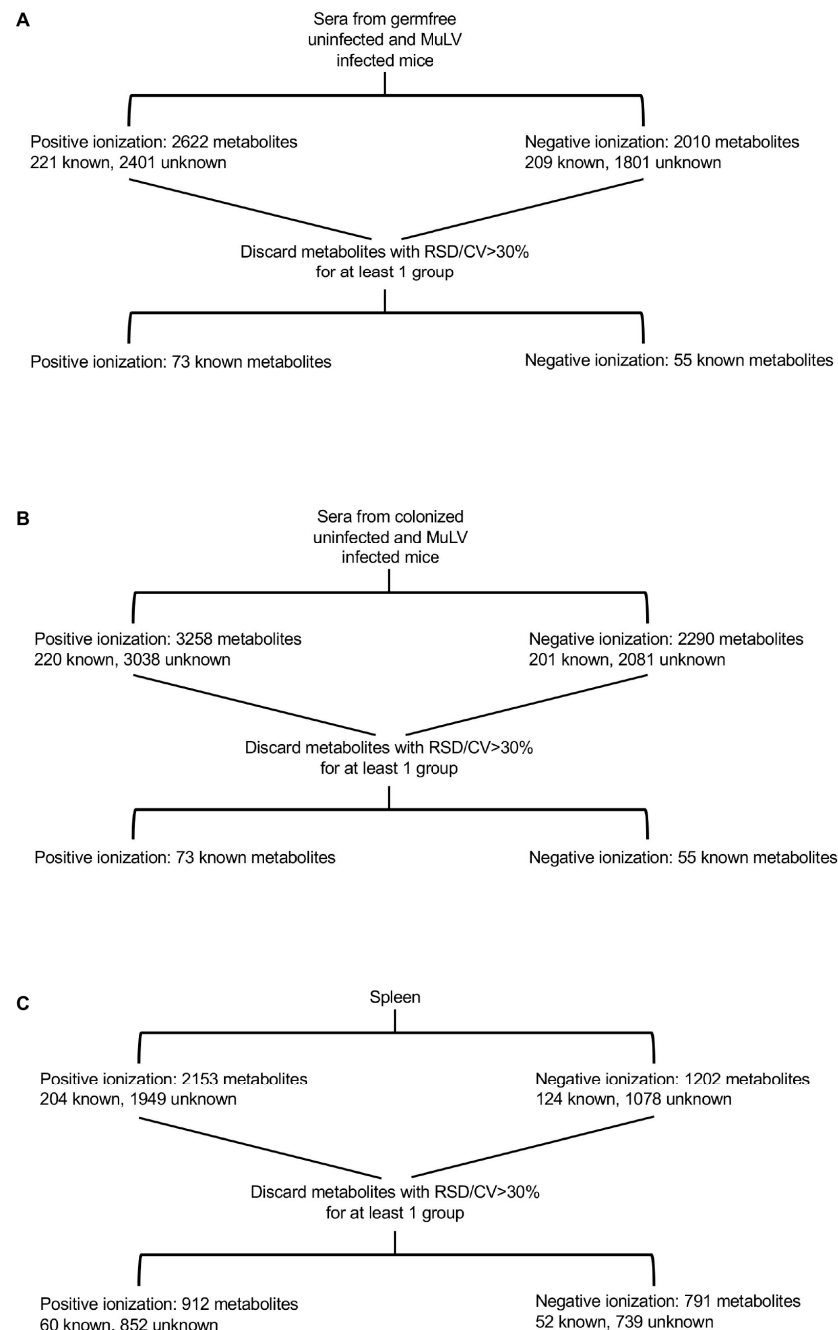 A
Sera from germfree
uninfected and MuLV
infected mice
Positive ionization: 2622 metabolites
221 known, 2401 unknown
Negative ionization: 2010 metabolites
209 known, 1801 unknown
Discard metabolites with RSD/CV>30%
for at least 1 group
Positive ionization: 73 known metabolites
Negative ionization: 55 known metabolites
B
Sera from colonized
uninfected and MuLV
infected mice
Positive ionization: 3258 metabolites
220 known, 3038 unknown
Negative ionization: 2290 metabolites
201 known, 2081 unknown
Discard metabolites with RSD/CV>30%
for at least 1 group
Positive ionization: 73 known metabolites
Negative ionization: 55 known metabolites
C
Spleen
Positive ionization: 2153 metabolites
204 known, 1949 unknown
Negative ionization: 1202 metabolites
124 known, 1078 unknown
Discard metabolites with RSD/CV>30%
for at least 1 group
Positive ionization: 912 metabolites
60 known, 852 unknown
Negative ionization: 791 metabolites
52 known, 739 unknown